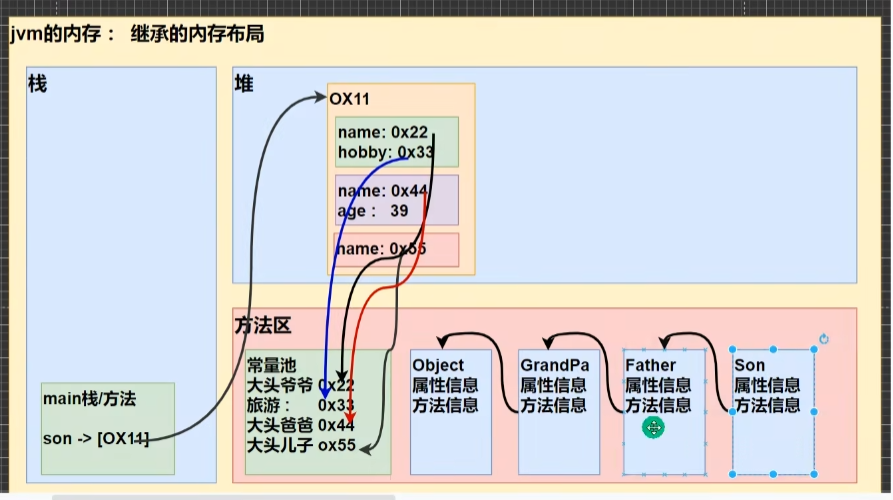 jvm的内存： 继承的内存布局
栈
main栈/方法
son -> [OX11]
堆
OX11
name: 0x22
hobby: 0x33
name: 0x44
age： 39
name: 0x55
方法区
常量池
大头爷爷 0x22
旅游： 0x33
大头爸爸 0x44
大头儿子 ox55
Object
属性信息
方法信息
GrandPa
属性信息
方法信息
Father
属性信息
方法信息
Son
属性信息
方法信息